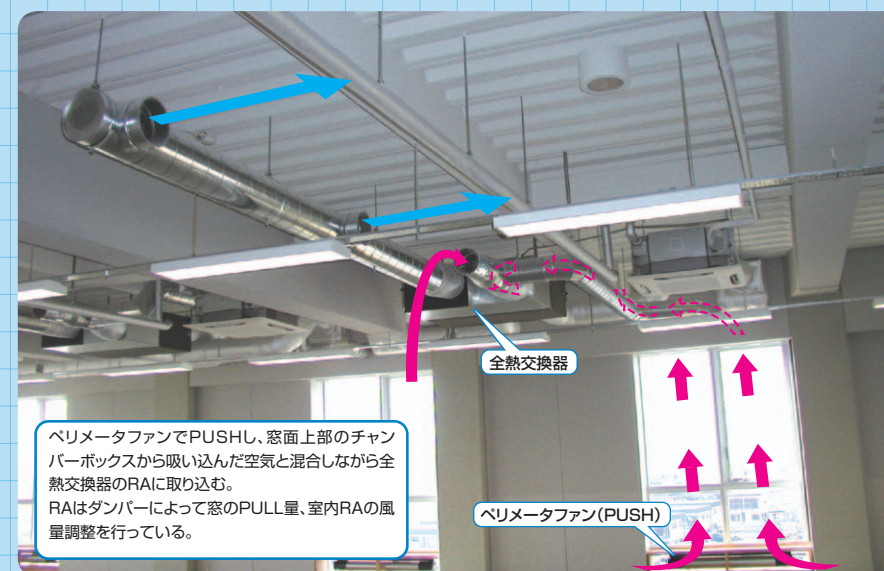 全熱交換器
ペリメータファンでPUSHし、窓面上部のチャン
バーボックスから吸い込んだ空気と混合しながら全
熱交換器のRAに取り込む。
RAはダンパーによって窓のPULL量、室内RAの風
量調整を行っている。
ペリメータファン(PUSH)